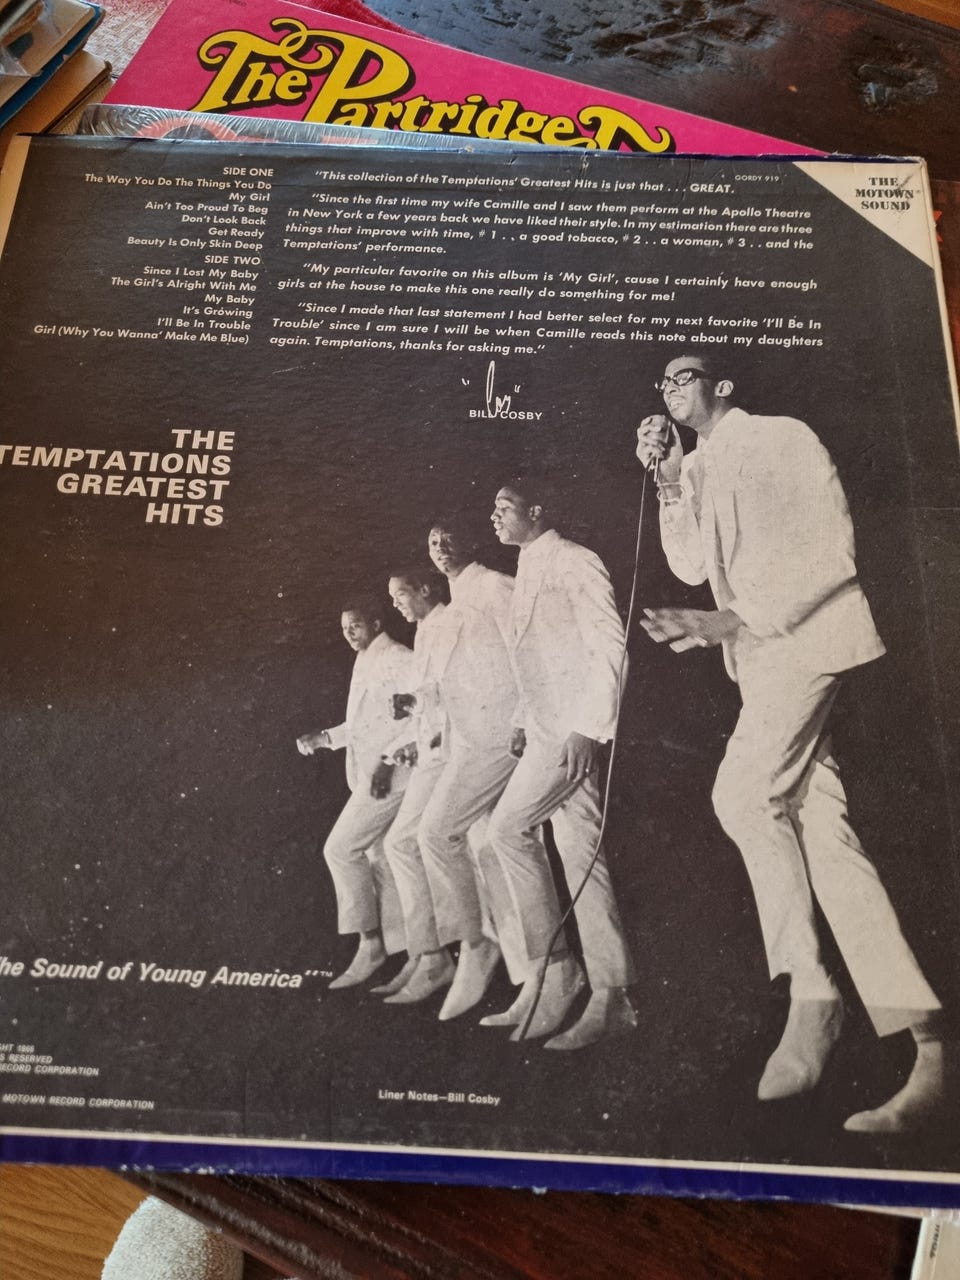 The Partridge
SIDE ONE
The Way You Do The Things You Do
My Girl
Ain't Too Proud To Beg
Don't Look Back
Get Ready
Beauty Is Only Skin Deep
SIDE TWO
Since I Lost My Baby
The Girl's Alright With Me
My Baby
It's Growing
I'll Be In Trouble
Girl (Why You Wanna' Make Me Blue)
"This collection of the Temptations' Greatest Hits is just that . . . GREAT.
"Since the first time my wife Camille and I saw them perform at the Apollo Theatre
in New York a few years back we have liked their style. In my estimation there are three
things that improve with time, # 1 . . a good tobacco, # 2 . . a woman, # 3 . . and the
Temptations' performance.
"My particular favorite on this album is 'My Girl', cause I certainly have enough
girls at the house to make this one really do something for me!
"Since I made that last statement I had better select for my next favorite 'I'll Be In
Trouble' since I am sure I will be when Camille reads this note about my daughters
again. Temptations, thanks for asking me."
GORDY 919
THE
MOTOWN
SOUND
BILL COSBY
THE
TEMPTATIONS
GREATEST
HITS
he Sound of Young America"™
GHT 1966
S RESERVED
RECORD CORPORATION
MOTOWN RECORD CORPORATION
Liner Notes—Bill Cosby